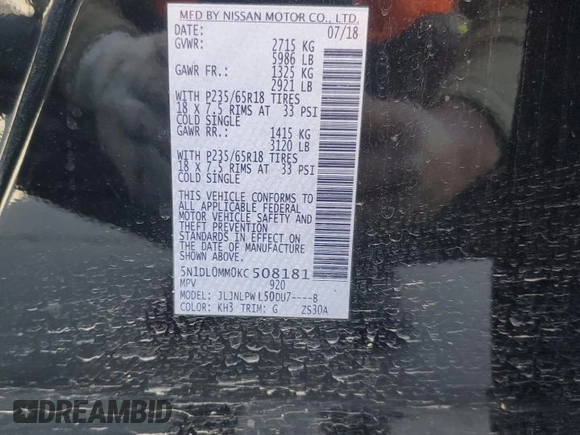 MFD BY NISSAN MOTOR CO., LTD.
DATE: 07/18
GVWR: 2715 KG
5986 LB
GAWR FR.: 1325 KG
2921 LB
WITH P235/65R18 TIRES
18 X 7.5 RIMS AT 33 PSI
COLD SINGLE
GAWR RR.: 1415 KG
3120 LB
WITH P235/65R18 TIRES
18 X 7.5 RIMS AT 33 PSI
COLD SINGLE
THIS VEHICLE CONFORMS TO
ALL APPLICABLE FEDERAL
MOTOR VEHICLE SAFETY AND
THEFT PREVENTION
STANDARDS IN EFFECT ON
THE DATE OF MANUFACTURE
SHOWN ABOVE.
5N1DL0MM0KC508181
MPV 920
MODEL: JLJNLPWL50DU7----B
COLOR: KH3 TRIM: G ZS30A
DREAMBID